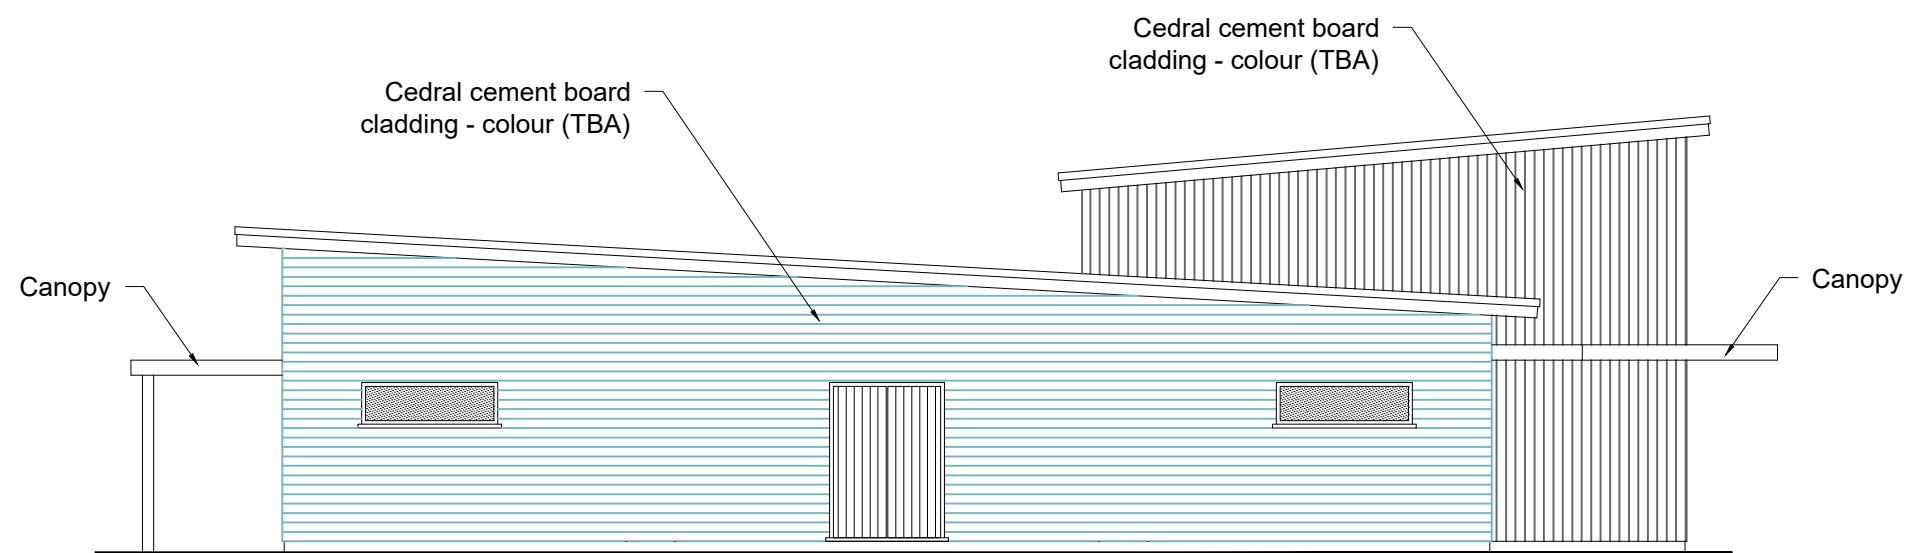 Cedral cement board
cladding - colour (TBA)
Cedral cement board
cladding - colour (TBA)
Canopy
Canopy